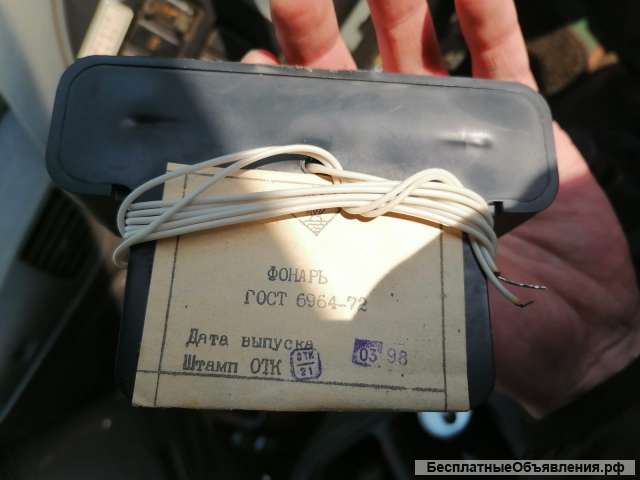 ФОНАРЬ
ГОСТ 6964-72
Дата выпуска 03 98
Штамп ОТК ОТК 21
БесплатныеОбъявления.рф